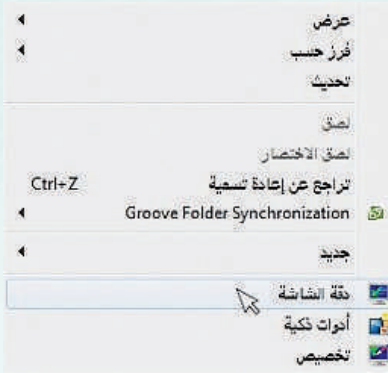 عرض
فرز حسب
تحديث
لصق
لصق الاختصار
تراجع عن إعادة تسمية Ctrl+Z
Groove Folder Synchronization
جديد
دقة الشاشة
أدوات ذكية
تخصيص